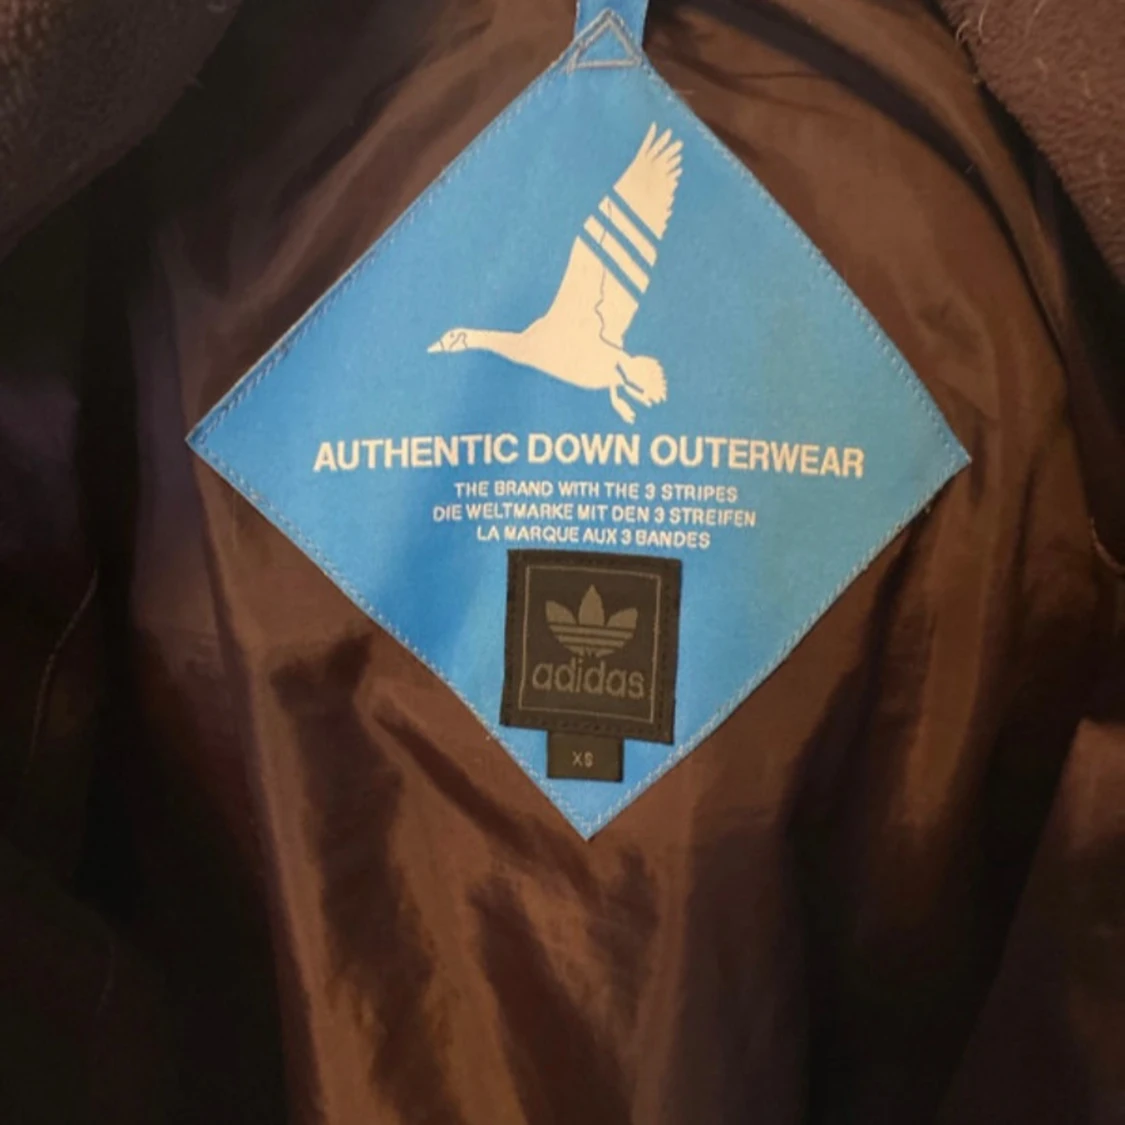 AUTHENTIC DOWN OUTERWEAR
THE BRAND WITH THE 3 STRIPES
DIE WELTMARKE MIT DEN 3 STREIFEN
LA MARQUE AUX 3 BANDES
adidas
XS